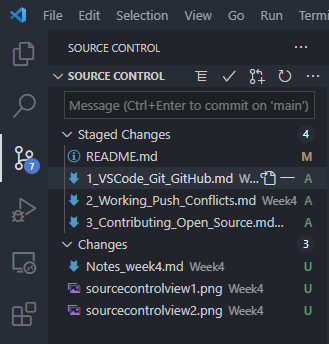 File Edit Selection View Go Run Terminal
SOURCE CONTROL ...
SOURCE CONTROL
Message (Ctrl+Enter to commit on 'main')
Staged Changes 4
README.md M
1_VSCode_Git_GitHub.md W... A
2_Working_Push_Conflicts.md Week4 A
3_Contributing_Open_Source.md... A
7
Changes 3
Notes_week4.md Week4 U
sourcecontrolview1.png Week4 U
sourcecontrolview2.png Week4 U